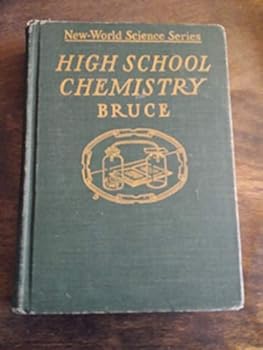 New-World Science Series
HIGH SCHOOL
CHEMISTRY
BRUCE